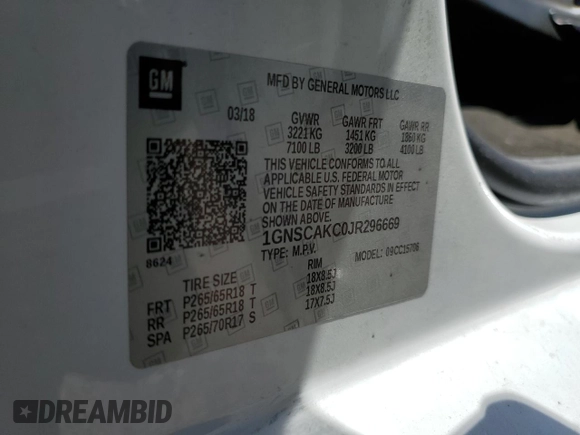 GM
MFD BY GENERAL MOTORS LLC
03/18 GVWR GAWR FRT GAWR RR
3221 KG 1451 KG 1860 KG
7100 LB 3200 LB 4100 LB
THIS VEHICLE CONFORMS TO ALL
APPLICABLE U.S. FEDERAL MOTOR
VEHICLE SAFETY STANDARDS IN EFFECT
ON THE DATE OF MANUFACTURE
SHOWN ABOVE.
1GNSCAKC0JR296669
8624 TYPE: M.P.V. MODEL: 09CC15706
TIRE SIZE RIM
FRT P265/65R18 T 18X8.5J
RR P265/65R18 T 18X8.5J
SPA P265/70R17 S 17X7.5J
DREAMBID